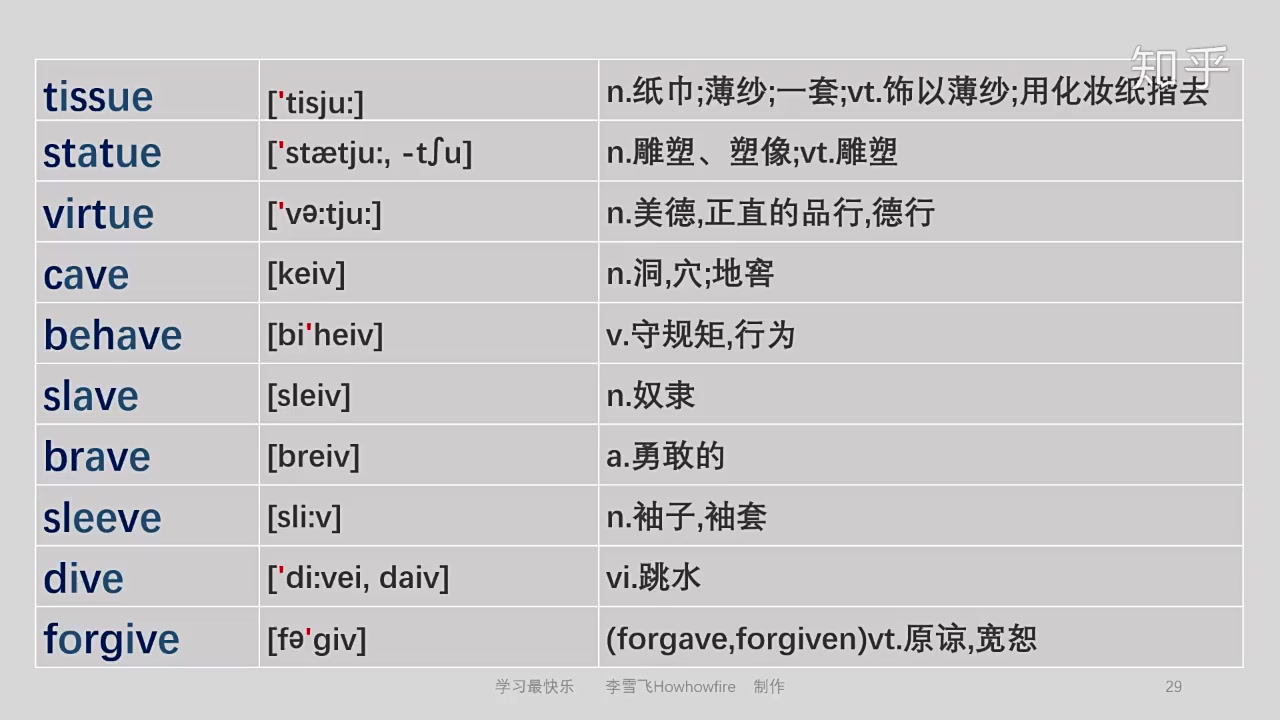 知乎
tissue ['tisju:] n.纸巾;薄纱;一套;vt.饰以薄纱;用化妆纸揩去
statue ['stætju:, -tʃu] n.雕塑、塑像;vt.雕塑
virtue ['və:tju:] n.美德,正直的品行,德行
cave [keiv] n.洞,穴;地窖
behave [bi'heiv] v.守规矩,行为
slave [sleiv] n.奴隶
brave [breiv] a.勇敢的
sleeve [sli:v] n.袖子,袖套
dive ['di:vei, daiv] vi.跳水
forgive [fə'giv] (forgave,forgiven)vt.原谅,宽恕
学习最快乐 李雪飞Howhowfire 制作 29